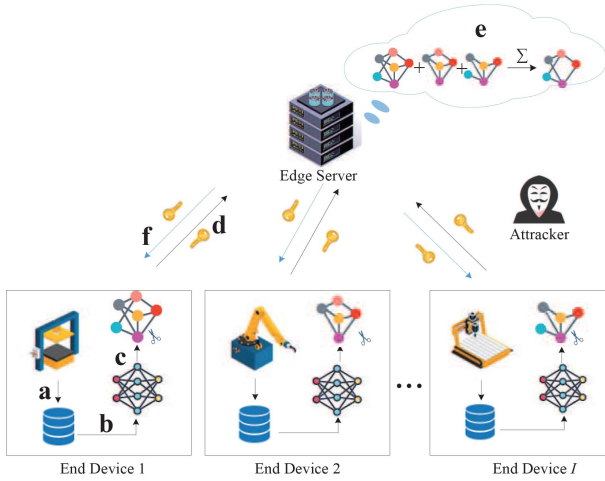 e
+ + ∑
Edge Server
f d
Attracker
c
a
b
...
End Device 1 End Device 2 End Device I